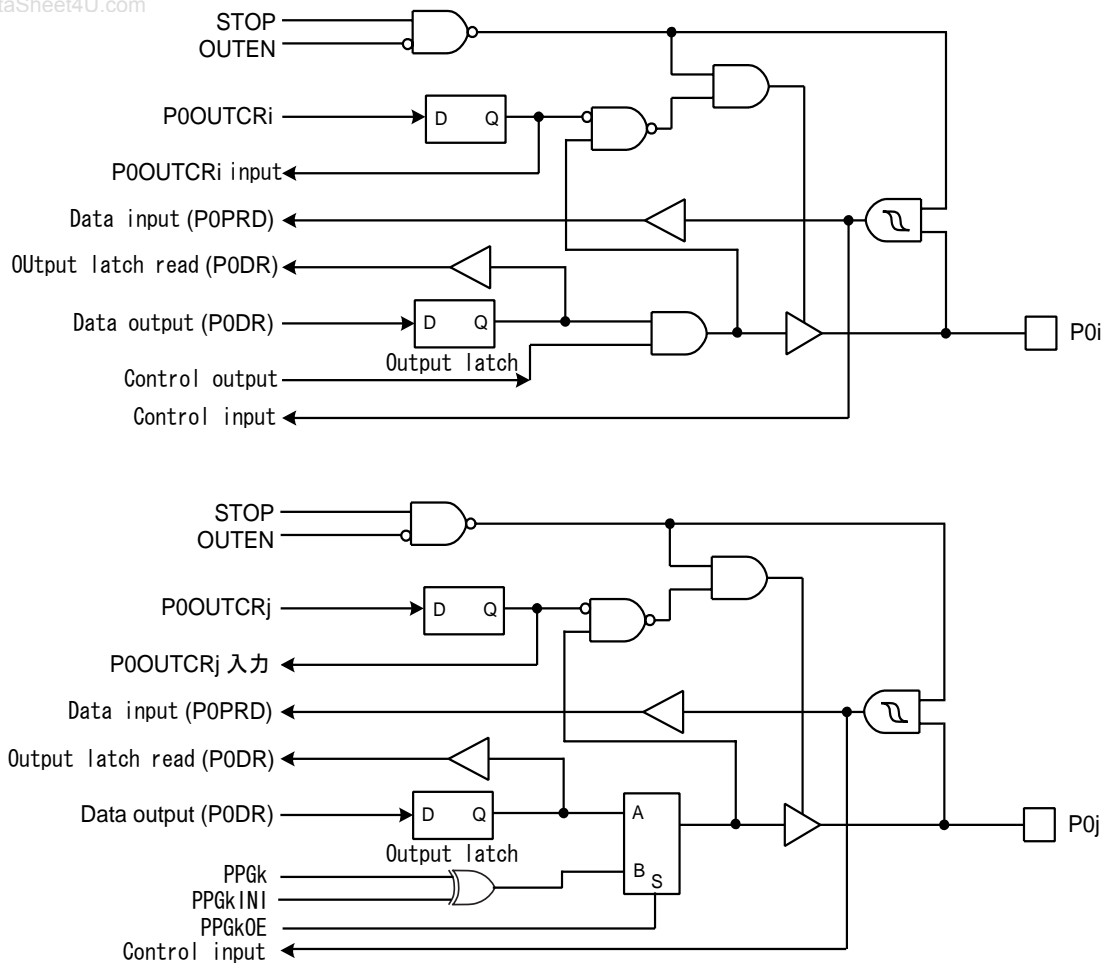 taSheet4U.com
STOP
OUTEN
P0OUTCRi
D Q
P0OUTCRi input
Data input (P0PRD)
OUtput latch read (P0DR)
Data output (P0DR)
D Q
Output latch
P0i
Control output
Control input
STOP
OUTEN
P0OUTCRj
D Q
P0OUTCRj 入力
Data input (P0PRD)
Output latch read (P0DR)
Data output (P0DR)
D Q
A
P0j
Output latch
PPGk
B
S
PPGkINI
PPGkOE
Control input